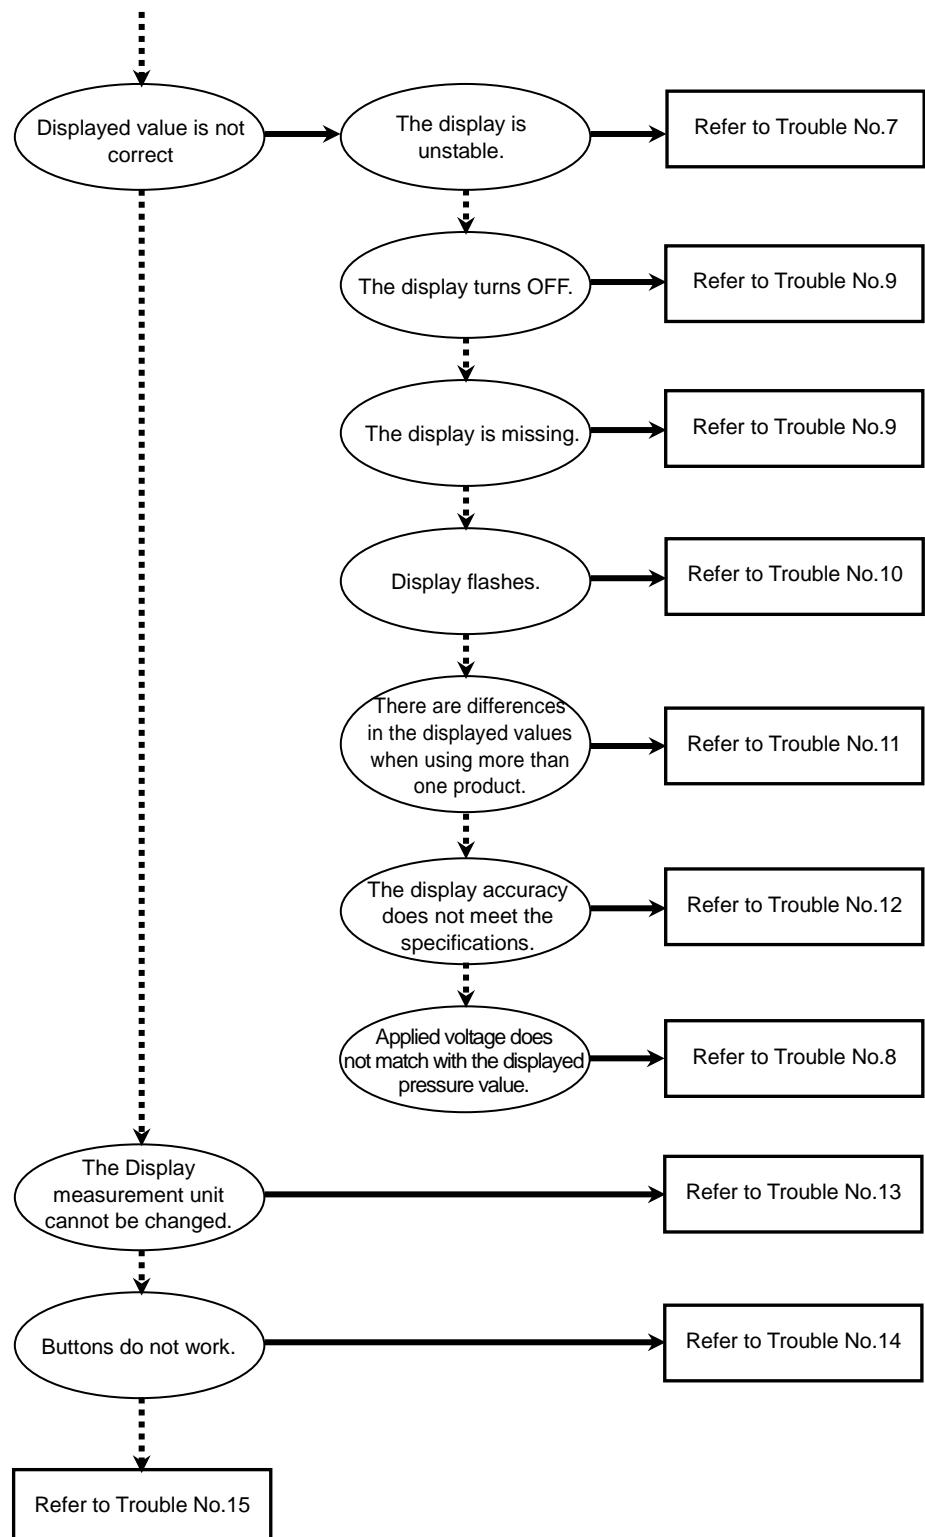 Displayed value is not
correct
The display is
unstable.
Refer to Trouble No.7
The display turns OFF.
Refer to Trouble No.9
The display is missing.
Refer to Trouble No.9
Display flashes.
Refer to Trouble No.10
There are differences
in the displayed values
when using more than
one product.
Refer to Trouble No.11
The display accuracy
does not meet the
specifications.
Refer to Trouble No.12
Applied voltage does
not match with the displayed
pressure value.
Refer to Trouble No.8
The Display
measurement unit
cannot be changed.
Refer to Trouble No.13
Buttons do not work.
Refer to Trouble No.14
Refer to Trouble No.15